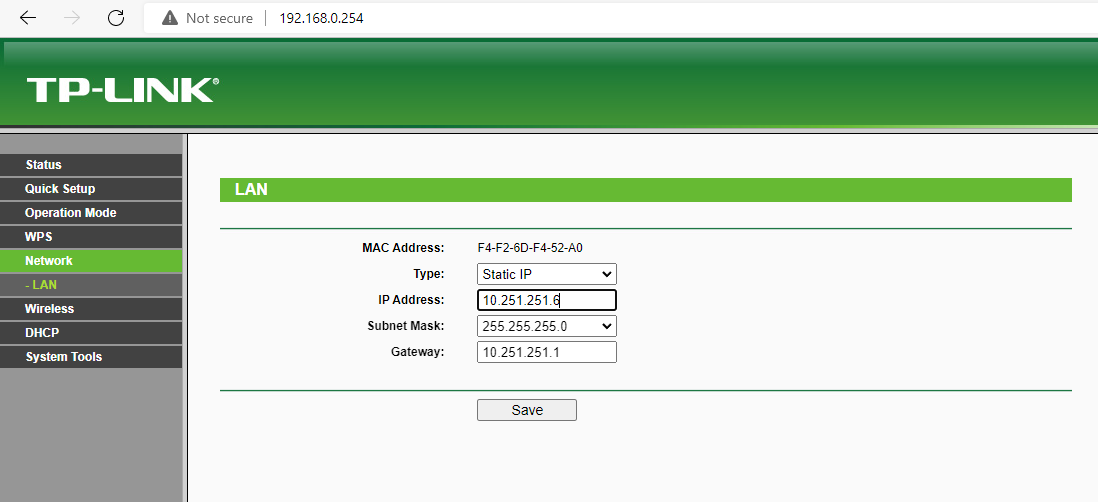 Not secure 192.168.0.254
TP-LINK®
Status
Quick Setup
Operation Mode
WPS
Network
- LAN
Wireless
DHCP
System Tools
LAN
MAC Address: F4-F2-6D-F4-52-A0
Type: Static IP
IP Address: 10.251.251.6
Subnet Mask: 255.255.255.0
Gateway: 10.251.251.1
Save